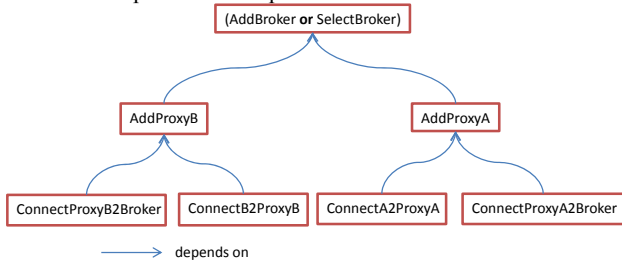 (AddBroker or SelectBroker)
AddProxyB
AddProxyA
ConnectProxyB2Broker
ConnectB2ProxyB
ConnectA2ProxyA
ConnectProxyA2Broker
depends on